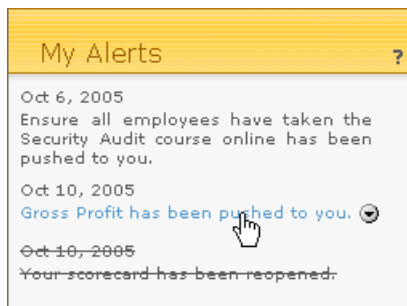 My Alerts
?
Oct 6, 2005
Ensure all employees have taken the
Security Audit course online has been
pushed to you.
Oct 10, 2005
Gross Profit has been pushed to you.
Oct 10, 2005
Your scorecard has been reopened.